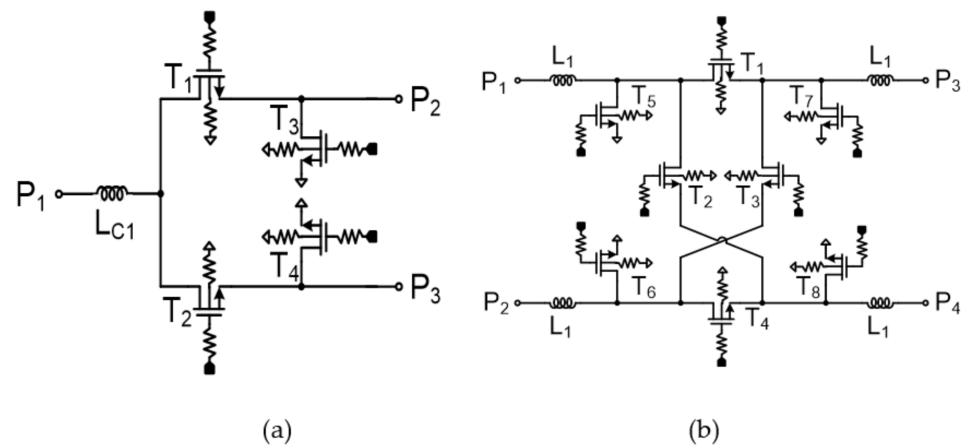 L₁ T₁ L₁
P₁ P₃
T₅ T₇
T₂ T₃
T₆ T₈
P₂ P₄
L₁ T₄ L₁
T₁
P₂
T₃
P₁
L_C1
T₄
P₃
T₂
(a) (b)